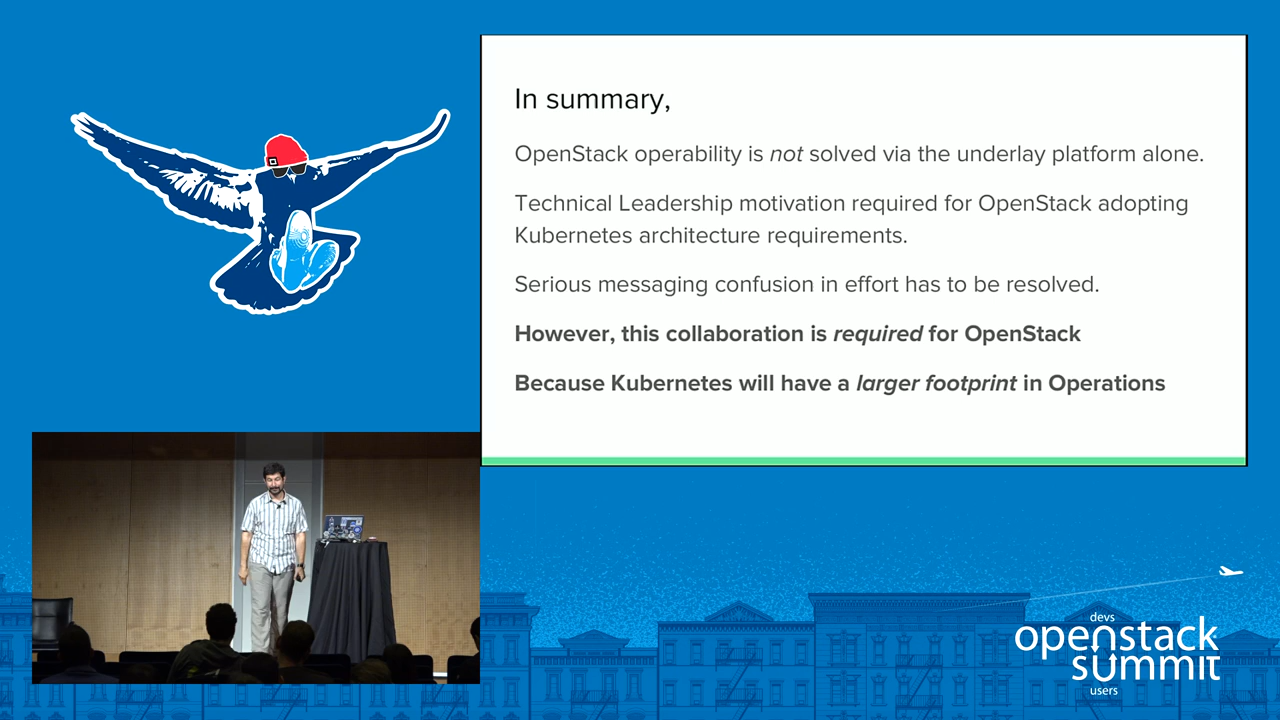 In summary,
OpenStack operability is not solved via the underlay platform alone.
Technical Leadership motivation required for OpenStack adopting
Kubernetes architecture requirements.
Serious messaging confusion in effort has to be resolved.
However, this collaboration is required for OpenStack
Because Kubernetes will have a larger footprint in Operations
devs
openstack
summit
users